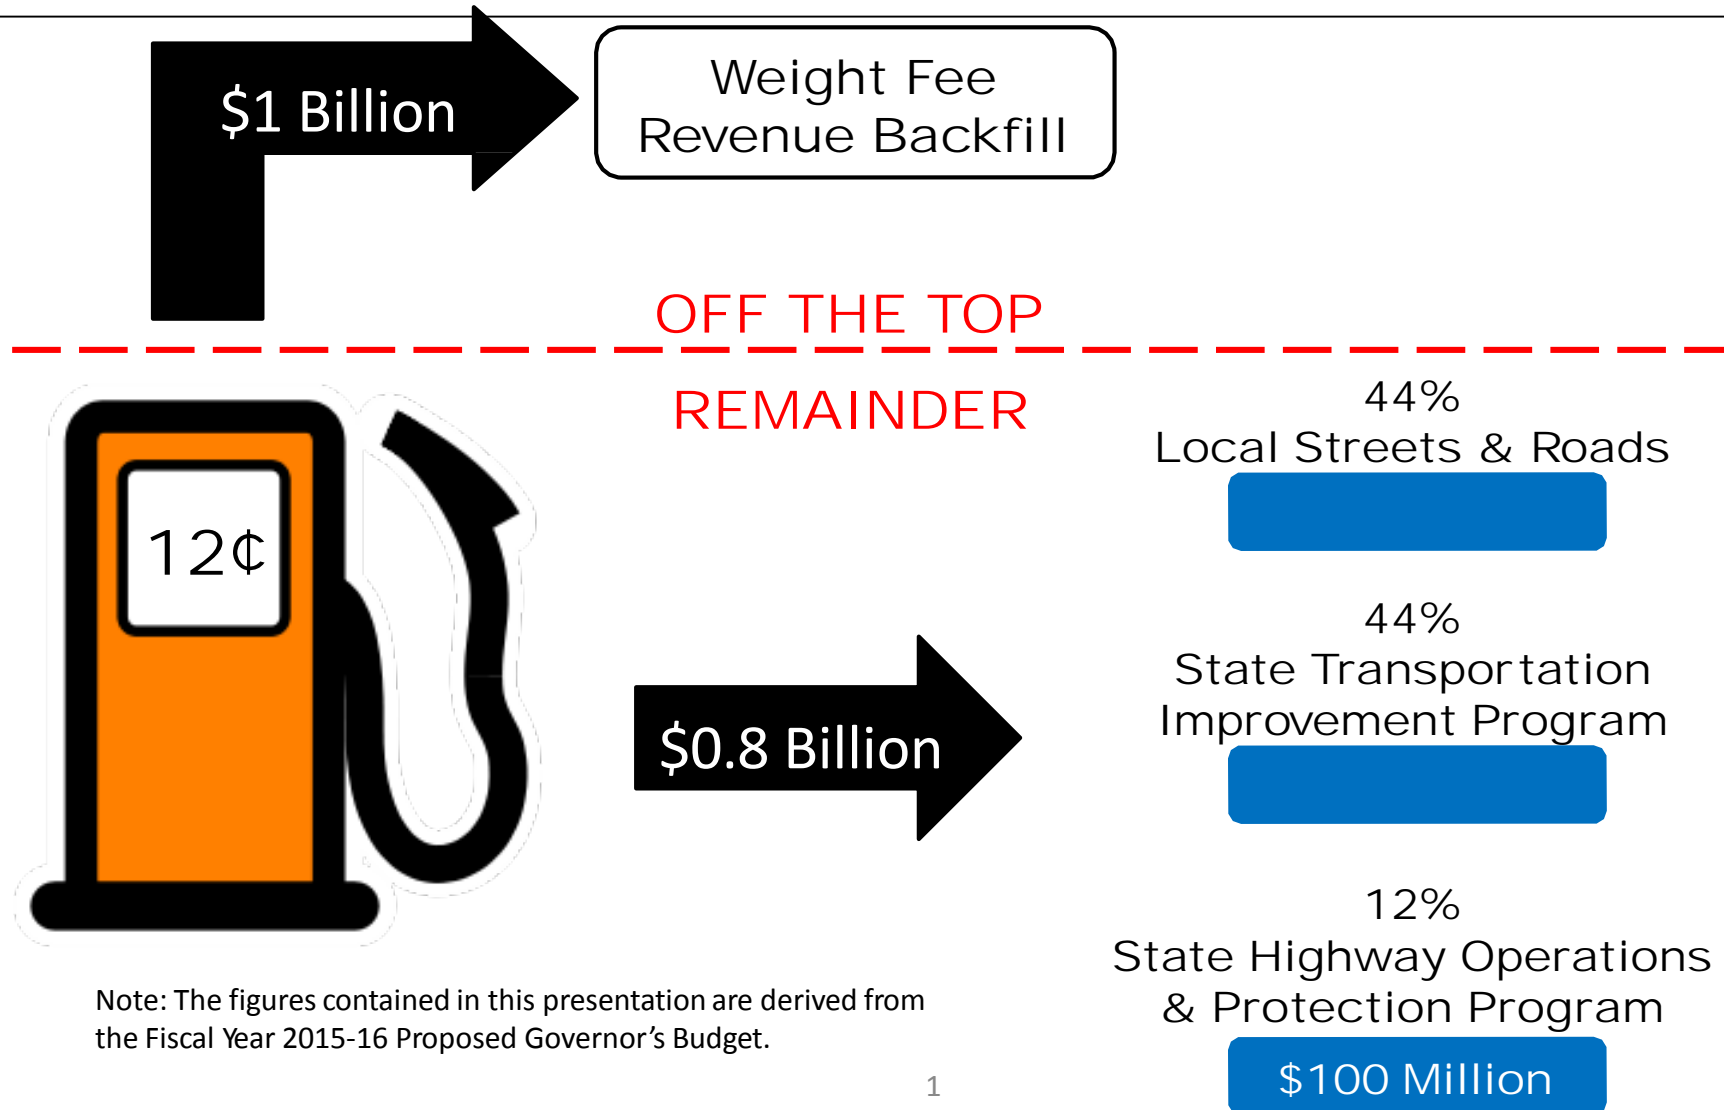 $1 Billion
Weight Fee
Revenue Backfill
OFF THE TOP
REMAINDER
12¢
$0.8 Billion
44%
Local Streets & Roads
44%
State Transportation
Improvement Program
12%
State Highway Operations
& Protection Program
$100 Million
Note: The figures contained in this presentation are derived from
the Fiscal Year 2015-16 Proposed Governor’s Budget.
1